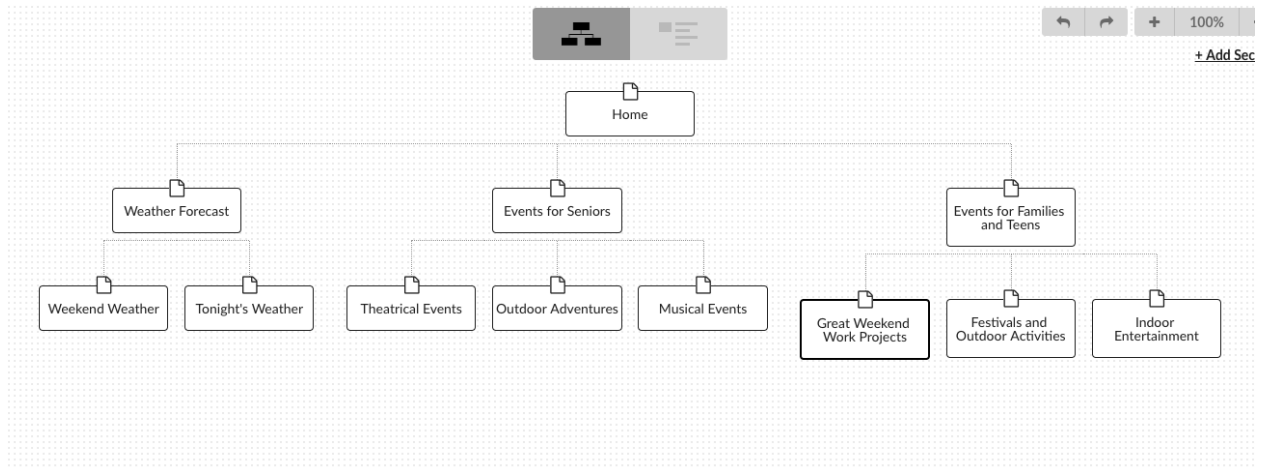 100%
+ Add Sec
Home
Weather Forecast
Events for Seniors
Events for Families
and Teens
Weekend Weather
Tonight's Weather
Theatrical Events
Outdoor Adventures
Musical Events
Great Weekend
Work Projects
Festivals and
Outdoor Activities
Indoor
Entertainment